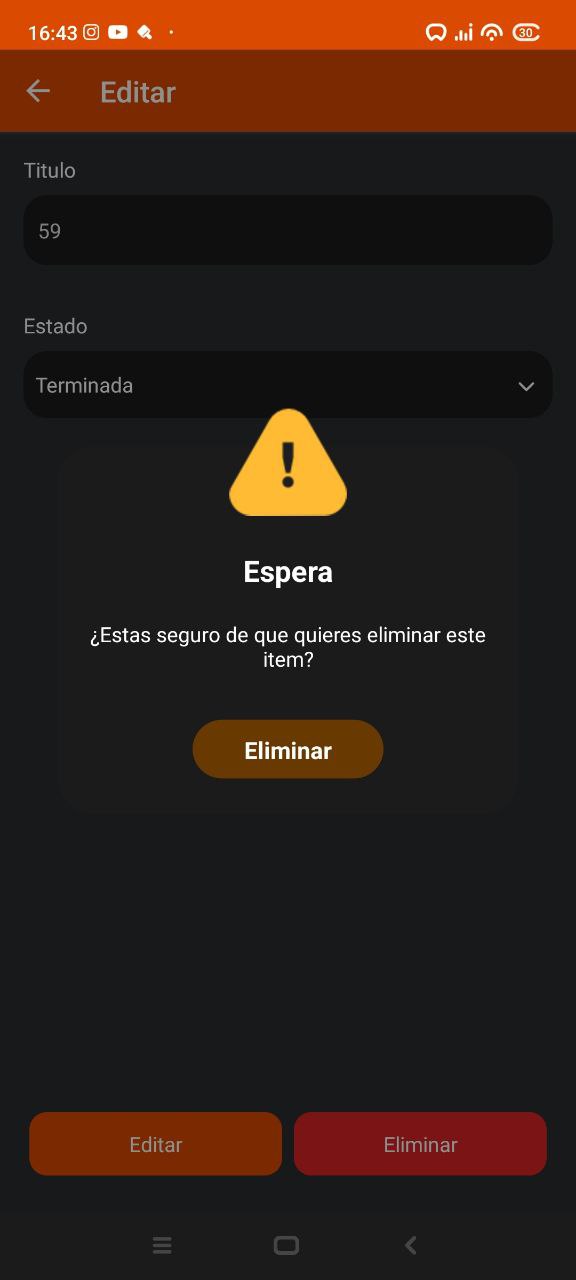 16:43
30
Editar
Titulo
59
Estado
Terminada
!
Espera
¿Estas seguro de que quieres eliminar este
item?
Eliminar
Editar
Eliminar